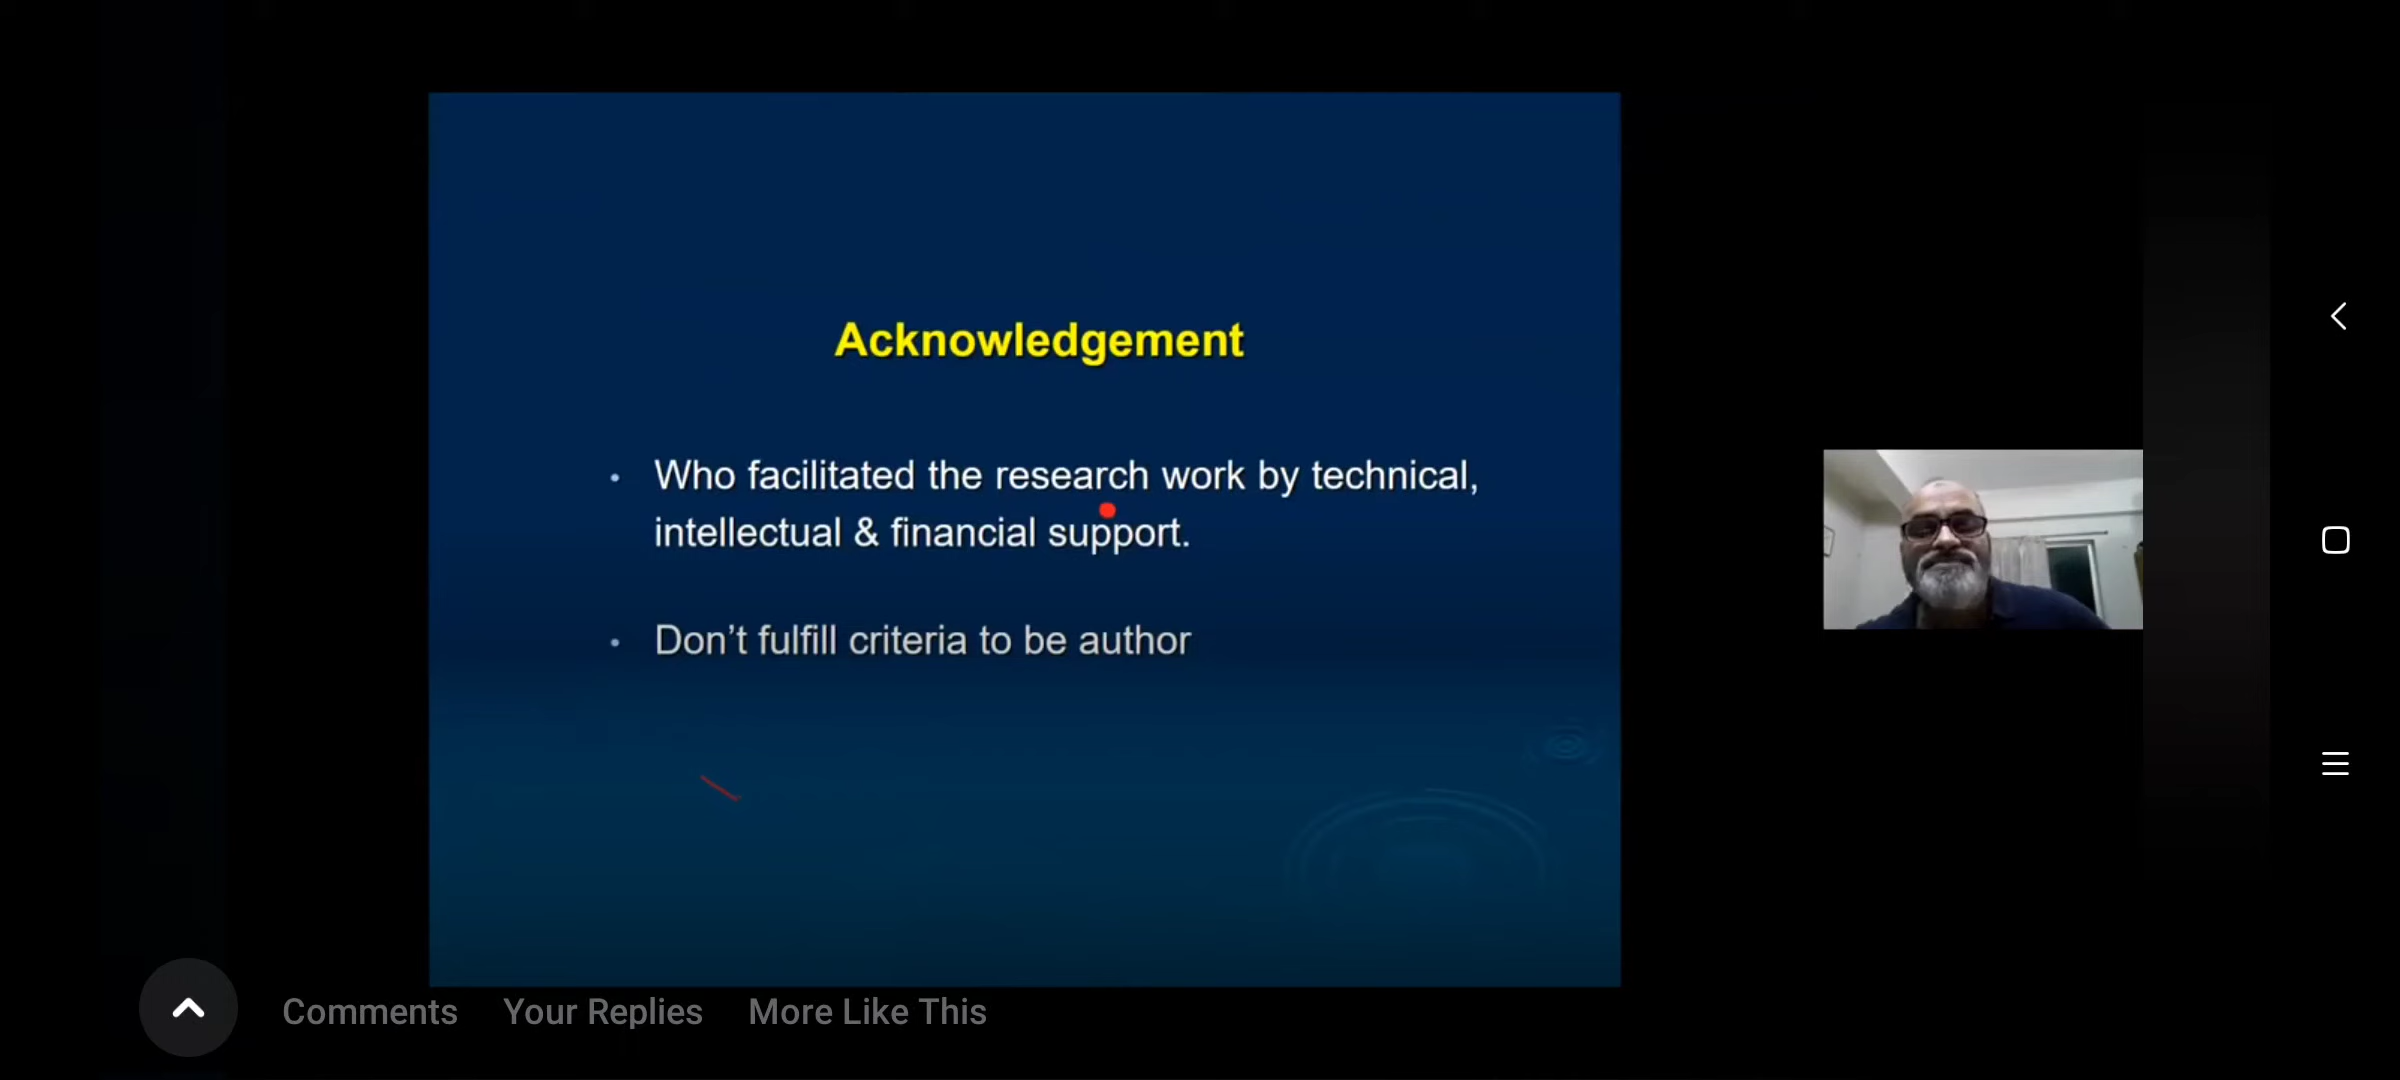 Acknowledgement
• Who facilitated the research work by technical,
intellectual & financial support.
• Don’t fulfill criteria to be author
Comments Your Replies More Like This